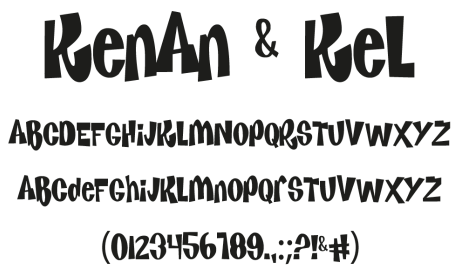 KenAn & KeL
ABCDEFGHiJKLMNOPQRSTUVWXYZ
ABCdeFGhiJKLMnoPQrSTUVWXYZ
(0123456789.,:;?!&#)